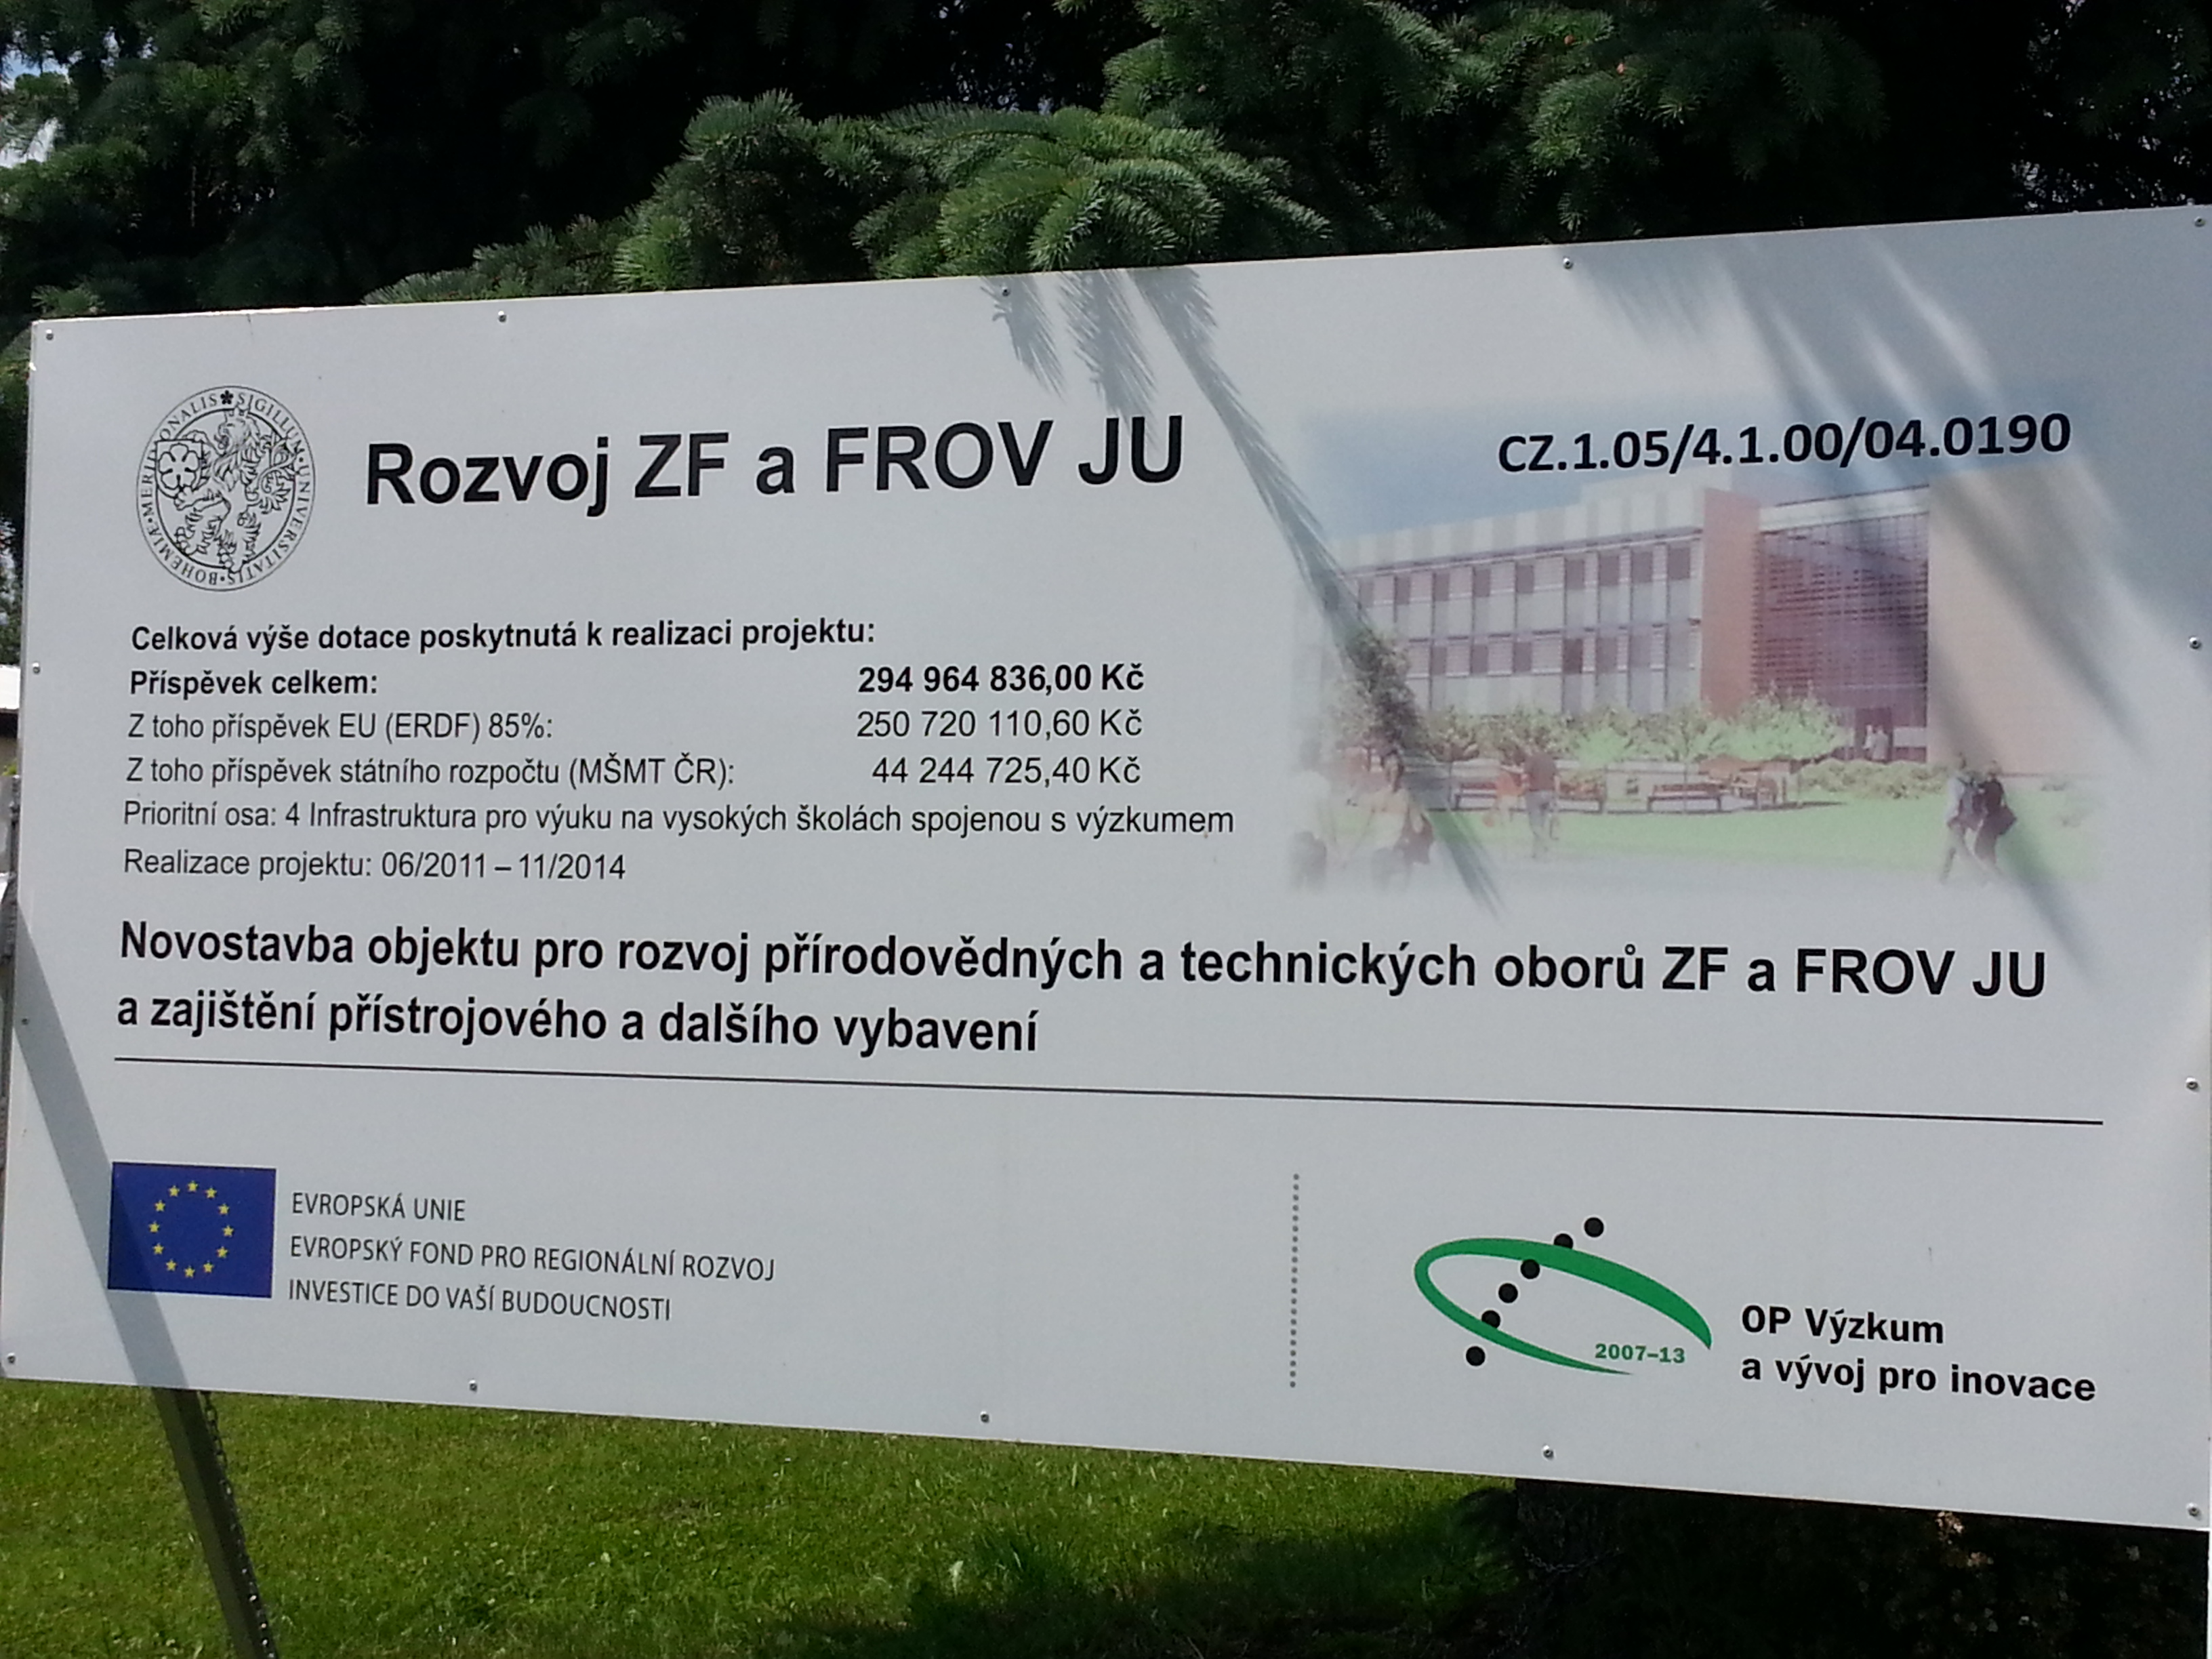 SIGILLUM·UNIVERSITATIS·BOHEMIÆ·MERIDIONALIS
Rozvoj ZF a FROV JU
CZ.1.05/4.1.00/04.0190
Celková výše dotace poskytnutá k realizaci projektu:
Příspěvek celkem: 294 964 836,00 Kč
Z toho příspěvek EU (ERDF) 85%: 250 720 110,60 Kč
Z toho příspěvek státního rozpočtu (MŠMT ČR): 44 244 725,40 Kč
Prioritní osa: 4 Infrastruktura pro výuku na vysokých školách spojenou s výzkumem
Realizace projektu: 06/2011 – 11/2014
Novostavba objektu pro rozvoj přírodovědných a technických oborů ZF a FROV JU
a zajištění přístrojového a dalšího vybavení
EVROPSKÁ UNIE
EVROPSKÝ FOND PRO REGIONÁLNÍ ROZVOJ
INVESTICE DO VAŠÍ BUDOUCNOSTI
2007–13
OP Výzkum
a vývoj pro inovace